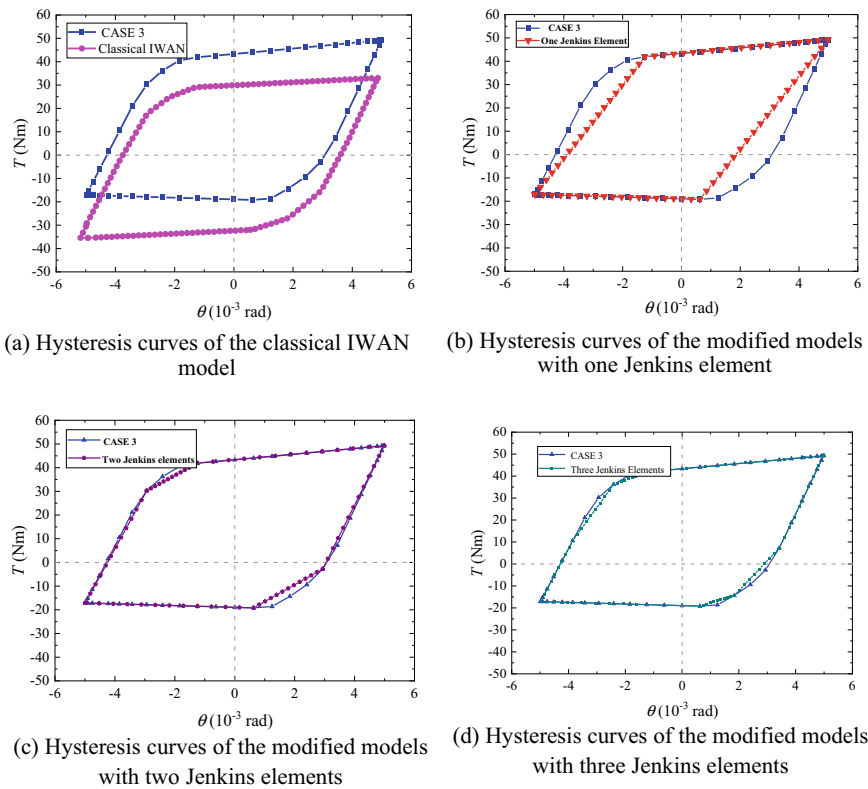 60
50
40
30
20
10
0
-10
-20
-30
-40
-50
T (Nm)
CASE 3
Classical IWAN
-6 -4 -2 0 2 4 6
θ (10⁻³ rad)
(a) Hysteresis curves of the classical IWAN
model
60
50
40
30
20
10
0
-10
-20
-30
-40
-50
T (Nm)
CASE 3
One Jenkins Element
-6 -4 -2 0 2 4 6
θ (10⁻³ rad)
(b) Hysteresis curves of the modified models
with one Jenkins element
60
50
40
30
20
10
0
-10
-20
-30
-40
-50
T (Nm)
CASE 3
Two Jenkins elements
-6 -4 -2 0 2 4 6
θ (10⁻³ rad)
(c) Hysteresis curves of the modified models
with two Jenkins elements
60
50
40
30
20
10
0
-10
-20
-30
-40
-50
T (Nm)
CASE 3
Three Jenkins Elements
-6 -4 -2 0 2 4 6
θ (10⁻³ rad)
(d) Hysteresis curves of the modified models
with three Jenkins elements